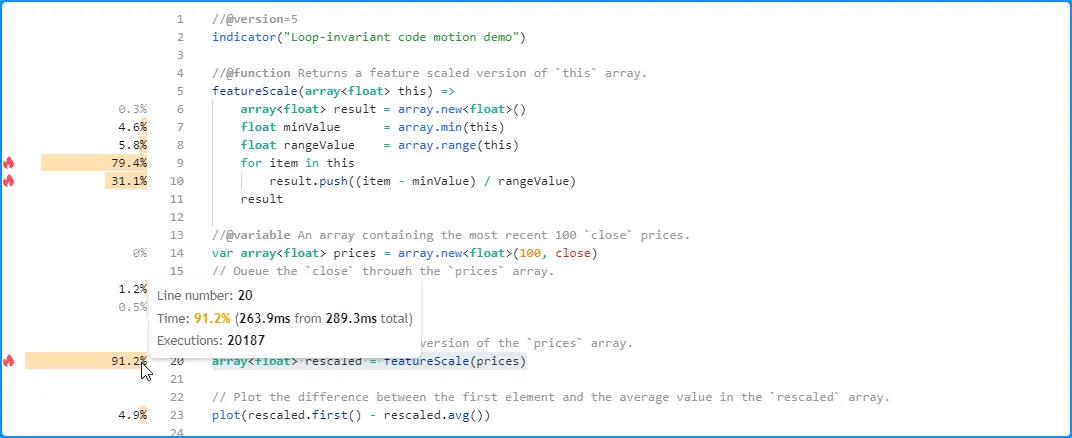 1 //@version=5
2 indicator("Loop-invariant code motion demo")
3
4 //@function Returns a feature scaled version of `this` array.
5 featureScale(array<float> this) =>
0.3% 6 array<float> result = array.new<float>()
4.6% 7 float minValue = array.min(this)
5.8% 8 float rangeValue = array.range(this)
79.4% 9 for item in this
31.1% 10 result.push((item - minValue) / rangeValue)
11 result
12
13 //@variable An array containing the most recent 100 `close` prices.
0% 14 var array<float> prices = array.new<float>(100, close)
15 // Queue the `close` through the `prices` array.
1.2%
0.5%
Line number: 20
Time: 91.2% (263.9ms from 289.3ms total)
Executions: 20187
version of the `prices` array.
91.2% 20 array<float> rescaled = featureScale(prices)
21
22 // Plot the difference between the first element and the average value in the `rescaled` array.
4.9% 23 plot(rescaled.first() - rescaled.avg())
24